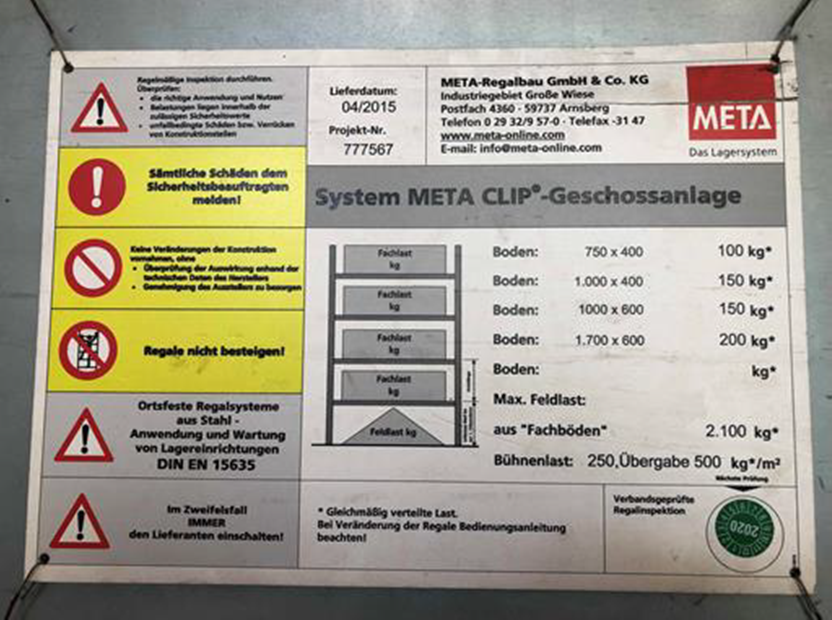 Regelmäßige Inspektion durchführen.
Überprüfen:
• die richtige Anwendung und Nutzen
• Belastungen liegen innerhalb der
zulässigen Sicherheitswerte
• unfallbedingte Schäden bzw. Verrücken
von Konstruktionsteilen
Sämtliche Schäden dem
Sicherheitsbeauftragten
melden!
Keine Veränderungen der Konstruktion
vornehmen, ohne
• Überprüfung der Auswirkung anhand der
technischen Daten des Herstellers
• Genehmigung des Ausstellers zu besorgen
Regale nicht besteigen!
Ortsfeste Regalsysteme
aus Stahl -
Anwendung und Wartung
von Lagereinrichtungen
DIN EN 15635
Im Zweifelsfall
IMMER
den Lieferanten einschalten!
Lieferdatum:
04/2015
Projekt-Nr.
777567
META-Regalbau GmbH & Co. KG
Industriegebiet Große Wiese
Postfach 4360 · 59737 Arnsberg
Telefon 0 29 32/9 57-0 · Telefax -31 47
www.meta-online.com
E-mail: info@meta-online.com
META
Das Lagersystem
System META CLIP®-Geschossanlage
Fachlast
kg
Fachlast
kg
Fachlast
kg
Fachlast
kg
Feldlast kg
Boden: 750 x 400 100 kg*
Boden: 1.000 x 400 150 kg*
Boden: 1000 x 600 150 kg*
Boden: 1.700 x 600 200 kg*
Boden: kg*
Max. Feldlast:
aus "Fachböden" 2.100 kg*
Bühnenlast: 250,Übergabe 500 kg*/m²
* Gleichmäßig verteilte Last.
Bei Veränderung der Regale Bedienungsanleitung
beachten!
Verbandsgeprüfte
Regalinspektion
Nächste Prüfung
2020